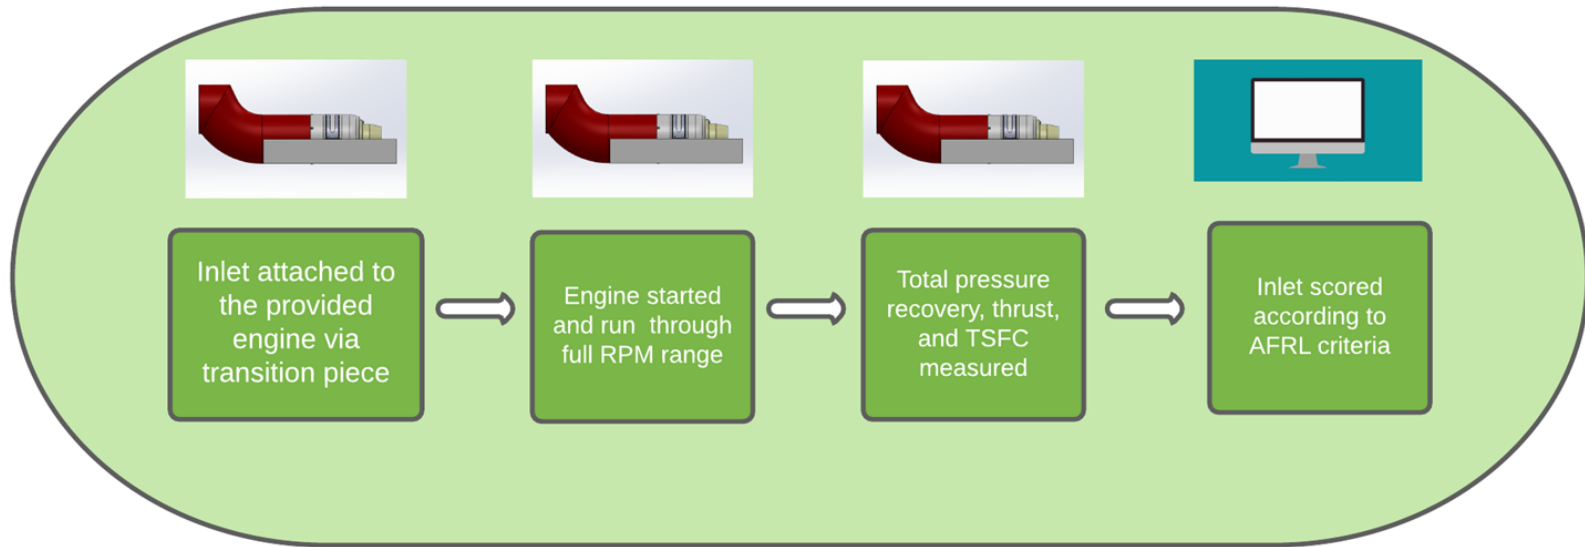 Inlet attached to
the provided
engine via
transition piece
Engine started
and run through
full RPM range
Total pressure
recovery, thrust,
and TSFC
measured
Inlet scored
according to
AFRL criteria